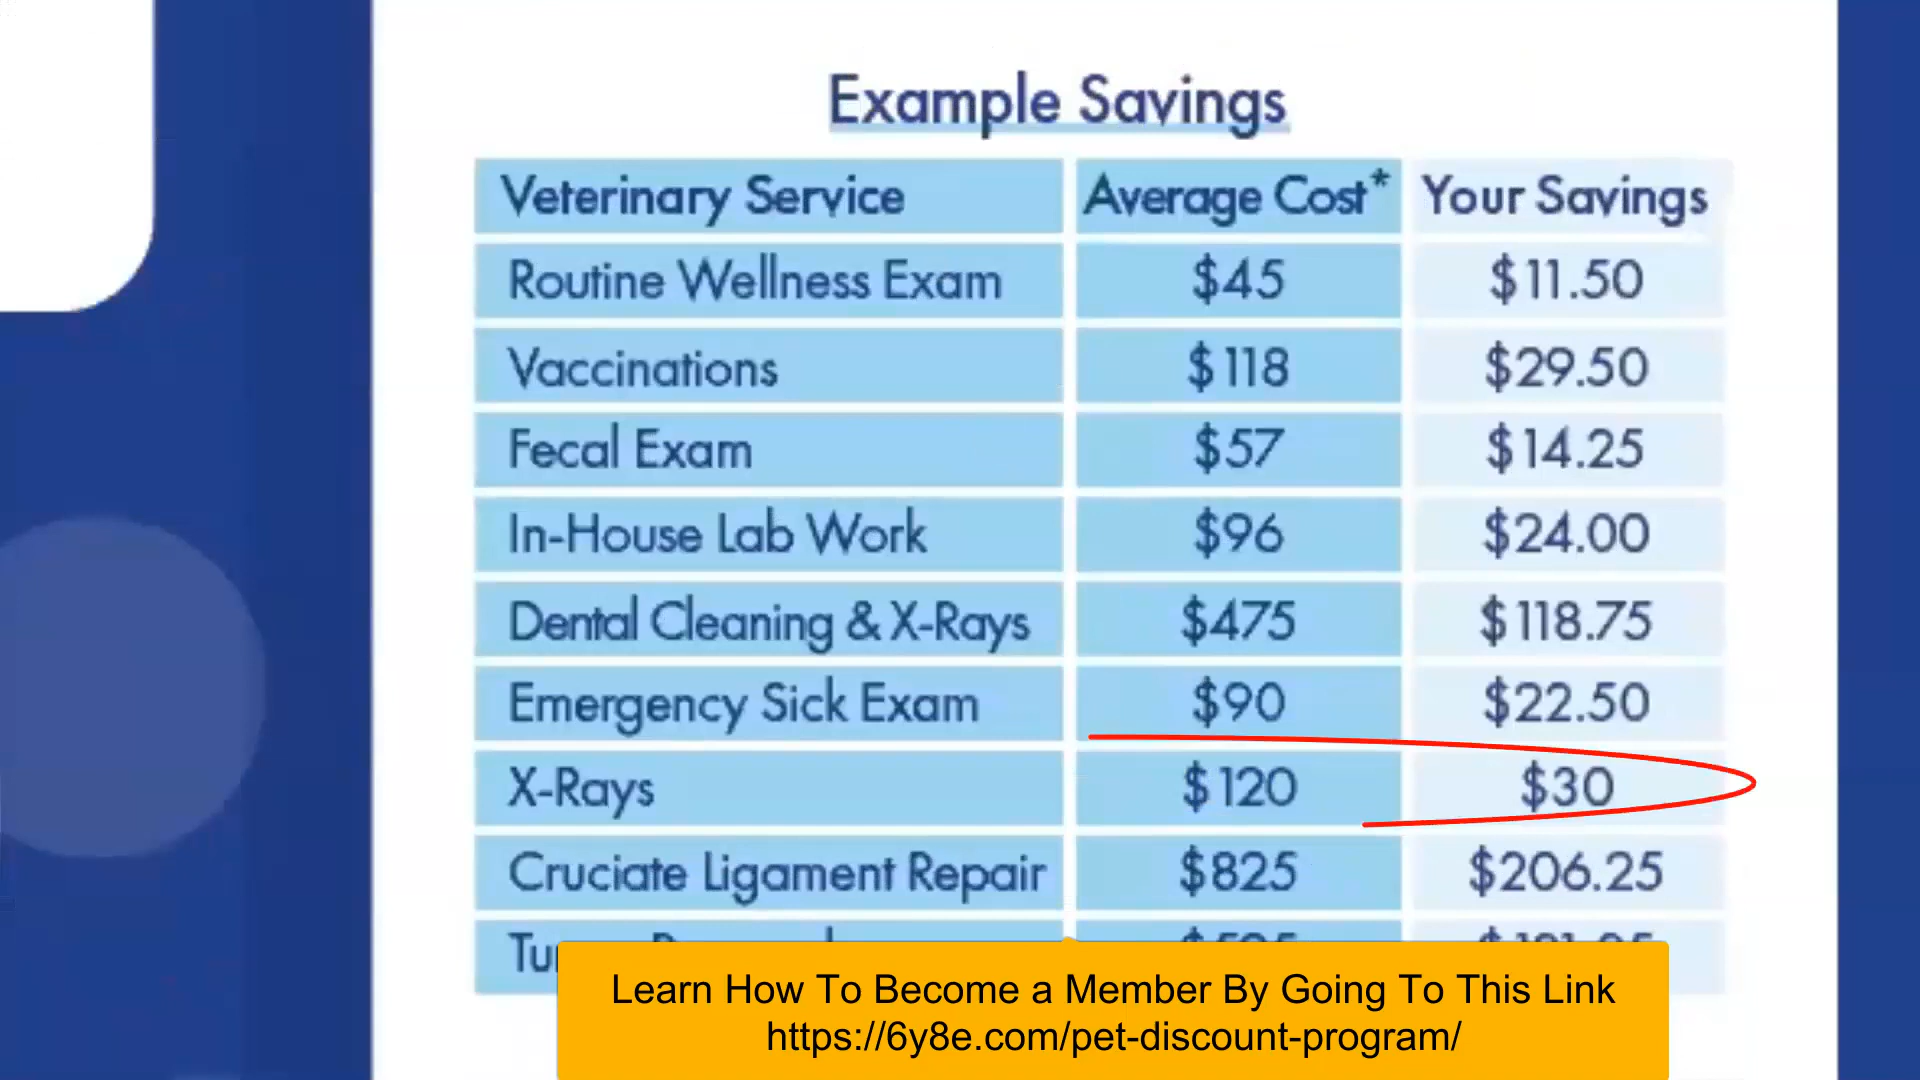 Example Savings
Veterinary Service Average Cost* Your Savings
Routine Wellness Exam $45 $11.50
Vaccinations $118 $29.50
Fecal Exam $57 $14.25
In-House Lab Work $96 $24.00
Dental Cleaning & X-Rays $475 $118.75
Emergency Sick Exam $90 $22.50
X-Rays $120 $30
Cruciate Ligament Repair $825 $206.25
Learn How To Become a Member By Going To This Link
https://6y8e.com/pet-discount-program/